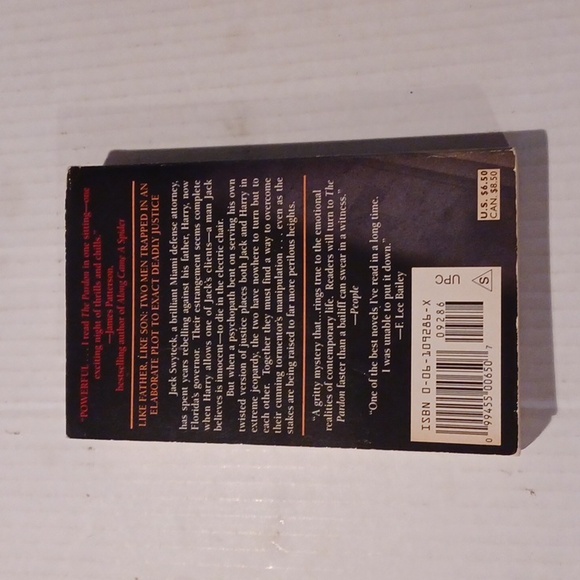 "POWERFUL . . . I read The Pardon in one sitting—one
exciting night of thrills and chills."
—James Patterson,
bestselling author of Along Came A Spider
LIKE FATHER, LIKE SON: TWO MEN TRAPPED IN AN
ELABORATE PLOT TO EXACT DEADLY JUSTICE
Jack Swyteck, a brilliant Miami defense attorney,
has spent years rebelling against his father, Harry, now
Florida's governor. Their estrangement seems complete
when Harry allows one of Jack's clients—a man Jack
believes is innocent—to die in the electric chair.
But when a psychopath bent on serving his own
twisted version of justice places both Jack and Harry in
extreme jeopardy, the two have nowhere to turn but to
each other. Together they must find a way to overcome
their cunning tormentor's manipulation . . . even as the
stakes are being raised to far more perilous heights.
"A gritty mystery that...rings true to the emotional
realities of contemporary life. Readers will turn to The
Pardon faster than a bailiff can swear in a witness."
—People
"One of the best novels I've read in a long time.
I was unable to put it down."
—F. Lee Bailey
U.S. $6.50
CAN. $8.50
ISBN 0-06-109286-X
09286
0 99455 00650 7
UPC
S